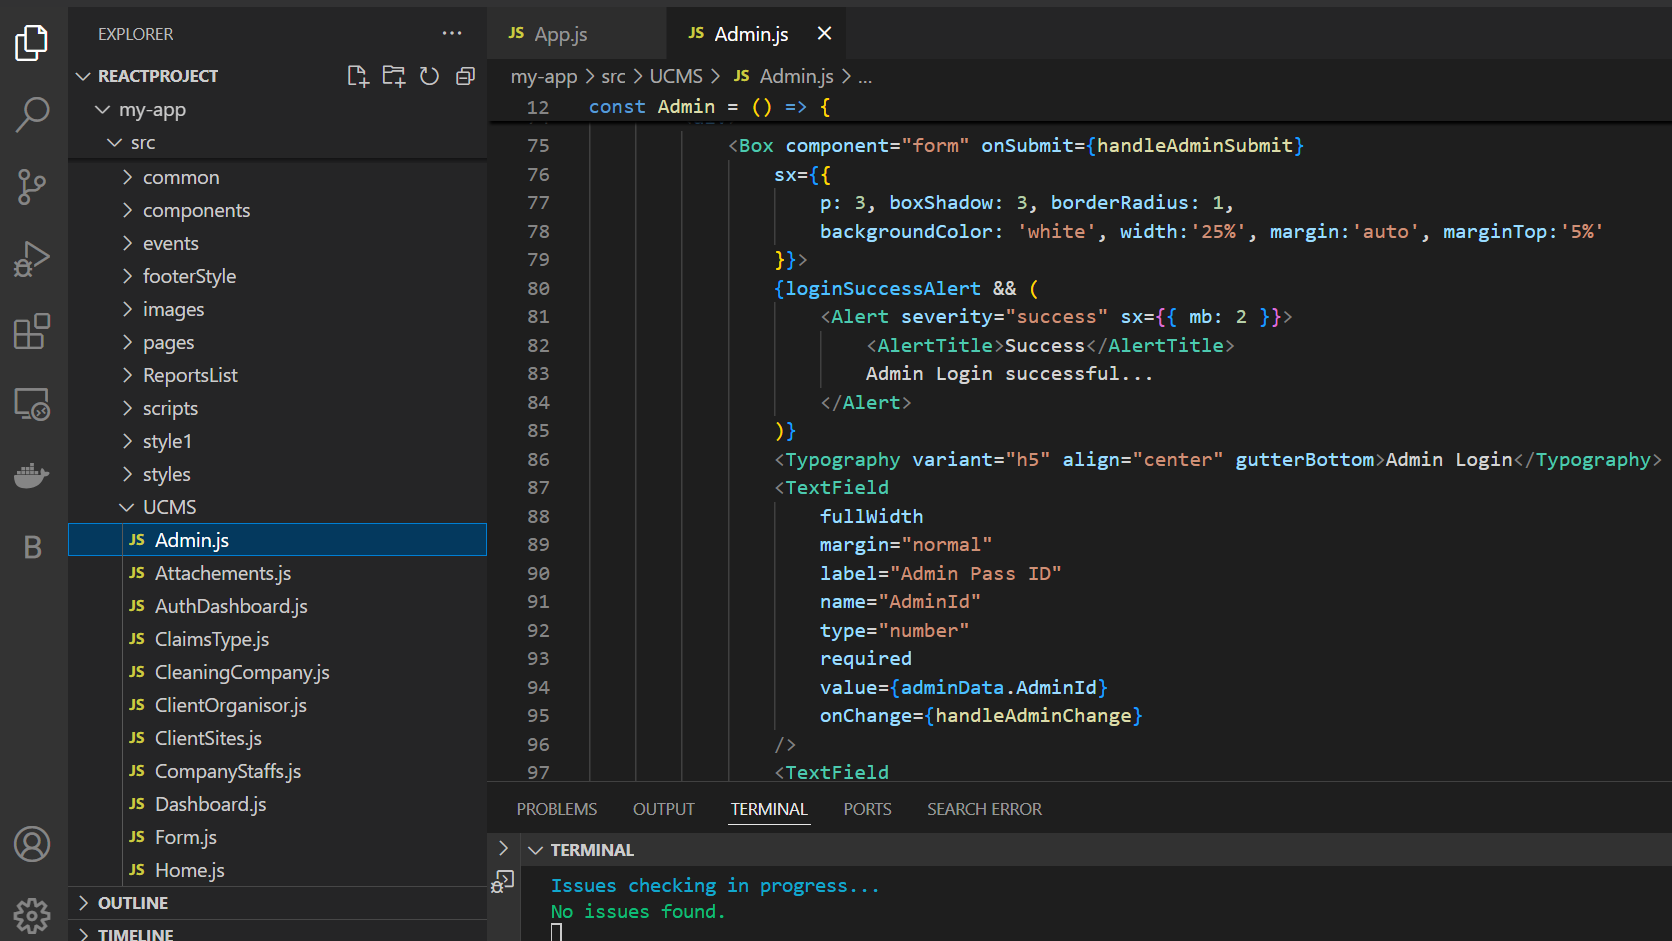 EXPLORER
REACTPROJECT
my-app
src
common
components
events
footerStyle
images
pages
ReportsList
scripts
style1
styles
UCMS
JS Admin.js
JS Attachements.js
JS AuthDashboard.js
JS ClaimsType.js
JS CleaningCompany.js
JS ClientOrganisor.js
JS ClientSites.js
JS CompanyStaffs.js
JS Dashboard.js
JS Form.js
JS Home.js
OUTLINE
TIMELINE
B
JS App.js
JS Admin.js
my-app > src > UCMS > JS Admin.js > ...
12 const Admin = () => {
75 <Box component="form" onSubmit={handleAdminSubmit}
76 sx={{
77 p: 3, boxShadow: 3, borderRadius: 1,
78 backgroundColor: 'white', width:'25%', margin:'auto', marginTop:'5%'
79 }}>
80 {loginSuccessAlert && (
81 <Alert severity="success" sx={{ mb: 2 }}>
82 <AlertTitle>Success</AlertTitle>
83 Admin Login successful...
84 </Alert>
85 )}
86 <Typography variant="h5" align="center" gutterBottom>Admin Login</Typography>
87 <TextField
88 fullWidth
89 margin="normal"
90 label="Admin Pass ID"
91 name="AdminId"
92 type="number"
93 required
94 value={adminData.AdminId}
95 onChange={handleAdminChange}
96 />
97 <TextField
PROBLEMS OUTPUT TERMINAL PORTS SEARCH ERROR
TERMINAL
Issues checking in progress...
No issues found.